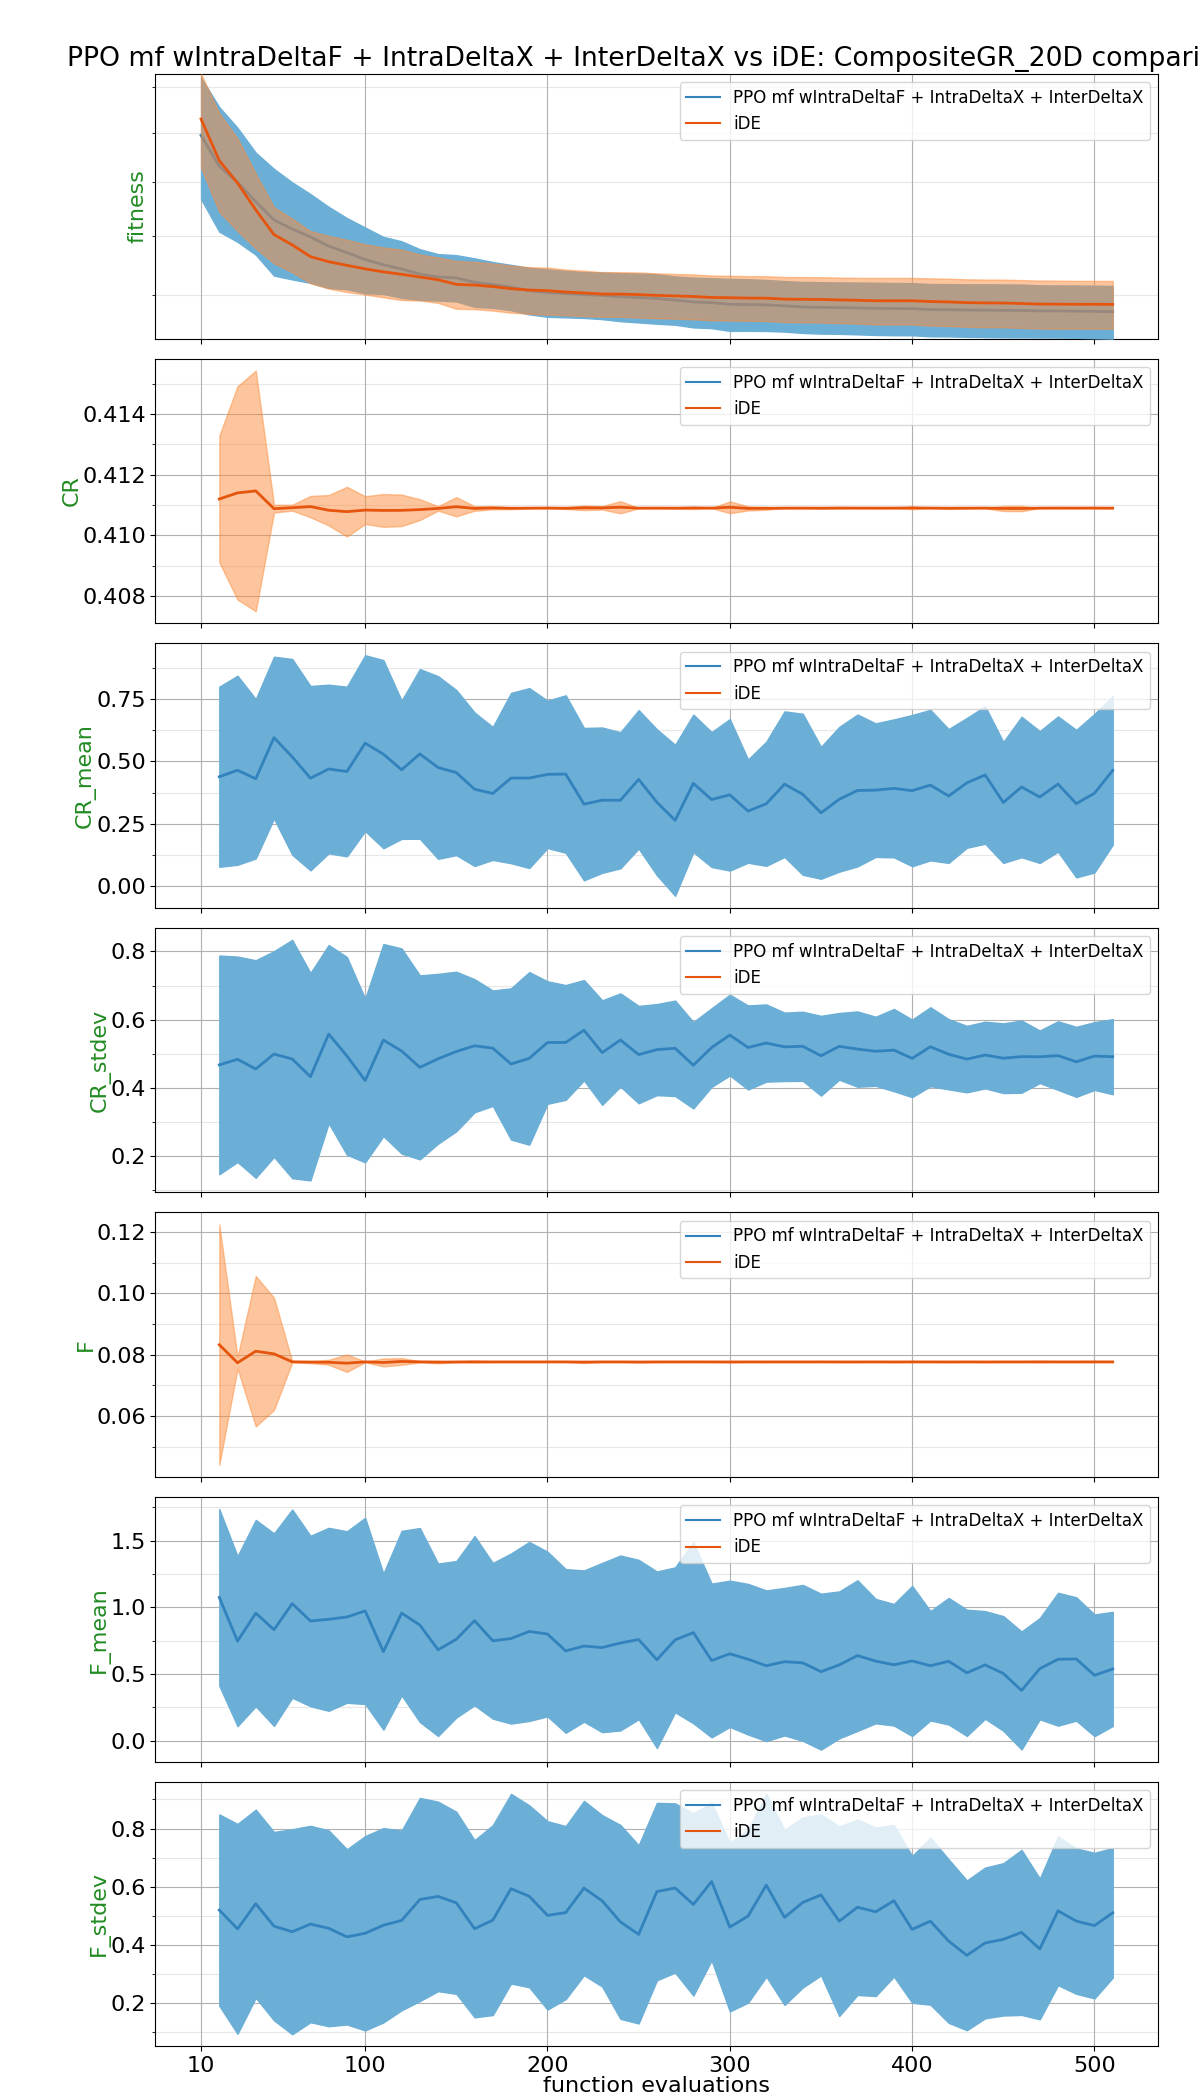 PPO mf wIntraDeltaF + IntraDeltaX + InterDeltaX vs iDE: CompositeGR_20D compari
PPO mf wIntraDeltaF + IntraDeltaX + InterDeltaX
iDE
fitness
PPO mf wIntraDeltaF + IntraDeltaX + InterDeltaX
iDE
0.414
0.412
0.410
0.408
CR
PPO mf wIntraDeltaF + IntraDeltaX + InterDeltaX
iDE
0.75
0.50
0.25
0.00
CR_mean
PPO mf wIntraDeltaF + IntraDeltaX + InterDeltaX
iDE
0.8
0.6
0.4
0.2
CR_stdev
PPO mf wIntraDeltaF + IntraDeltaX + InterDeltaX
iDE
0.12
0.10
0.08
0.06
F
PPO mf wIntraDeltaF + IntraDeltaX + InterDeltaX
iDE
1.5
1.0
0.5
0.0
F_mean
PPO mf wIntraDeltaF + IntraDeltaX + InterDeltaX
iDE
0.8
0.6
0.4
0.2
F_stdev
10 100 200 300 400 500
function evaluations